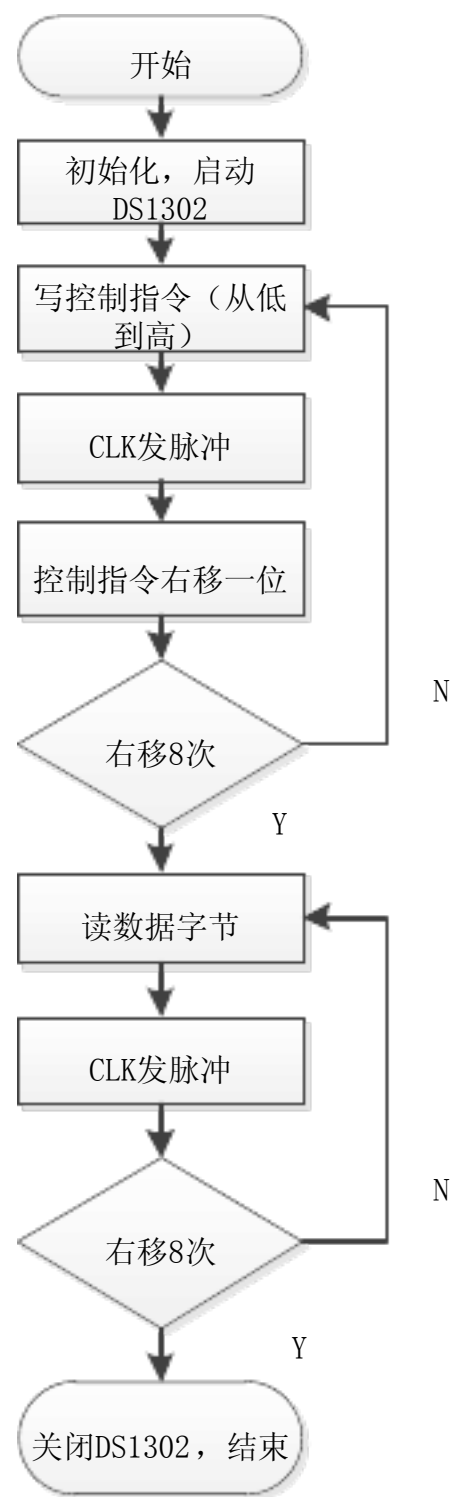 开始
初始化，启动
DS1302
写控制指令（从低
到高）
CLK发脉冲
控制指令右移一位
N
右移8次
Y
读数据字节
CLK发脉冲
N
右移8次
Y
关闭DS1302，结束